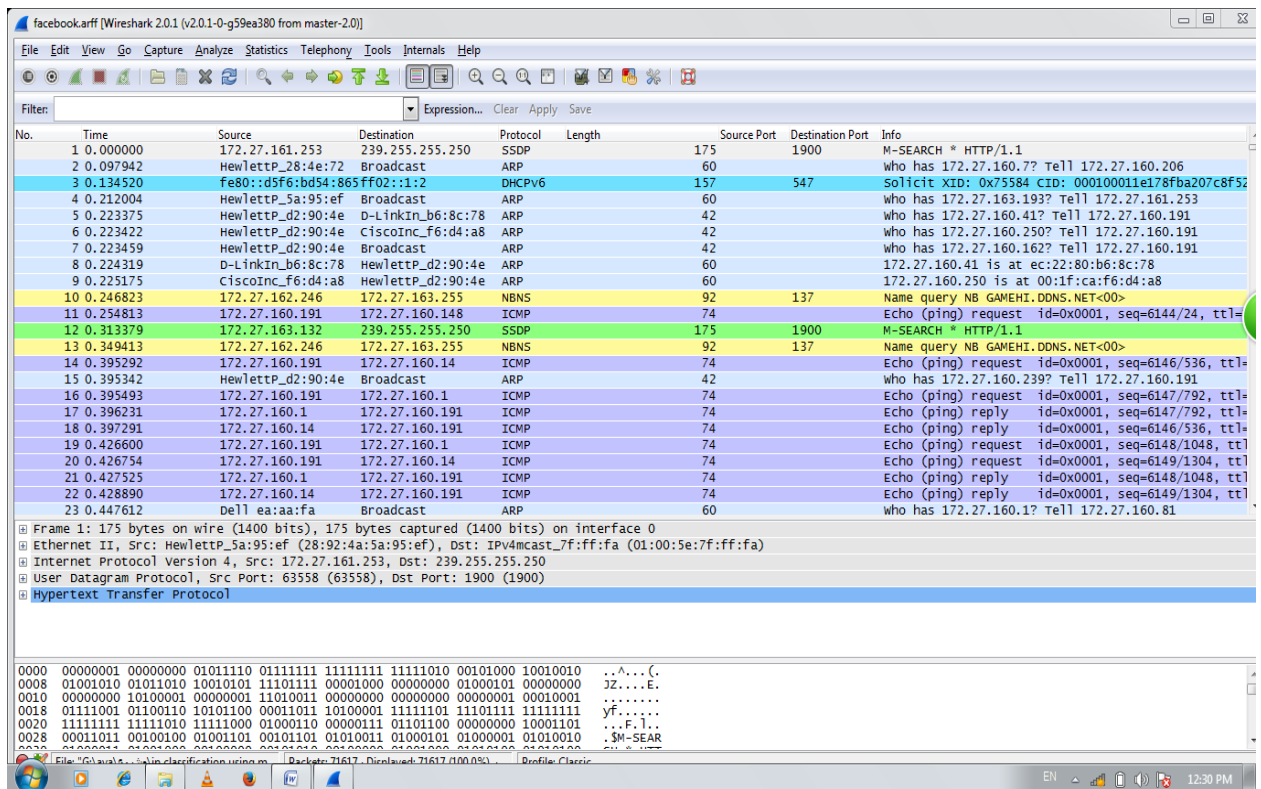 facebook.arff [Wireshark 2.0.1 (v2.0.1-0-g59ea380 from master-2.0)]
File Edit View Go Capture Analyze Statistics Telephony Tools Internals Help
Filter: Expression... Clear Apply Save
No. Time Source Destination Protocol Length Source Port Destination Port Info
1 0.000000 172.27.161.253 239.255.255.250 SSDP 175 1900 M-SEARCH * HTTP/1.1
2 0.097942 HewlettP_28:4e:72 Broadcast ARP 60 who has 172.27.160.7? Tell 172.27.160.206
3 0.134520 fe80::d5f6:bd54:865ff02::1:2 DHCPv6 157 547 Solicit XID: 0x75584 CID: 000100011e178fba207c8f52
4 0.212004 HewlettP_5a:95:ef Broadcast ARP 60 who has 172.27.163.193? Tell 172.27.161.253
5 0.223375 HewlettP_d2:90:4e D-LinkIn_b6:8c:78 ARP 42 who has 172.27.160.41? Tell 172.27.160.191
6 0.223422 HewlettP_d2:90:4e CiscoInc_f6:d4:a8 ARP 42 who has 172.27.160.250? Tell 172.27.160.191
7 0.223459 HewlettP_d2:90:4e Broadcast ARP 42 who has 172.27.160.162? Tell 172.27.160.191
8 0.224319 D-LinkIn_b6:8c:78 HewlettP_d2:90:4e ARP 60 172.27.160.41 is at ec:22:80:b6:8c:78
9 0.225175 CiscoInc_f6:d4:a8 HewlettP_d2:90:4e ARP 60 172.27.160.250 is at 00:1f:ca:f6:d4:a8
10 0.246823 172.27.162.246 172.27.163.255 NBNS 92 137 Name query NB GAMEHI.DDNS.NET<00>
11 0.254813 172.27.160.191 172.27.160.148 ICMP 74 Echo (ping) request id=0x0001, seq=6144/24, ttl=
12 0.313379 172.27.163.132 239.255.255.250 SSDP 175 1900 M-SEARCH * HTTP/1.1
13 0.349413 172.27.162.246 172.27.163.255 NBNS 92 137 Name query NB GAMEHI.DDNS.NET<00>
14 0.395292 172.27.160.191 172.27.160.14 ICMP 74 Echo (ping) request id=0x0001, seq=6146/536, ttl=
15 0.395342 HewlettP_d2:90:4e Broadcast ARP 42 who has 172.27.160.239? Tell 172.27.160.191
16 0.395493 172.27.160.191 172.27.160.1 ICMP 74 Echo (ping) request id=0x0001, seq=6147/792, ttl=
17 0.396231 172.27.160.1 172.27.160.191 ICMP 74 Echo (ping) reply id=0x0001, seq=6147/792, ttl=
18 0.397291 172.27.160.14 172.27.160.191 ICMP 74 Echo (ping) reply id=0x0001, seq=6146/536, ttl=
19 0.426600 172.27.160.191 172.27.160.1 ICMP 74 Echo (ping) request id=0x0001, seq=6148/1048, ttl
20 0.426754 172.27.160.191 172.27.160.14 ICMP 74 Echo (ping) request id=0x0001, seq=6149/1304, ttl
21 0.427525 172.27.160.1 172.27.160.191 ICMP 74 Echo (ping) reply id=0x0001, seq=6148/1048, ttl
22 0.428890 172.27.160.14 172.27.160.191 ICMP 74 Echo (ping) reply id=0x0001, seq=6149/1304, ttl
23 0.447612 Dell ea:aa:fa Broadcast ARP 60 who has 172.27.160.1? Tell 172.27.160.81
Frame 1: 175 bytes on wire (1400 bits), 175 bytes captured (1400 bits) on interface 0
Ethernet II, Src: HewlettP_5a:95:ef (28:92:4a:5a:95:ef), Dst: IPv4mcast_7f:ff:fa (01:00:5e:7f:ff:fa)
Internet Protocol Version 4, Src: 172.27.161.253, Dst: 239.255.255.250
User Datagram Protocol, Src Port: 63558 (63558), Dst Port: 1900 (1900)
Hypertext Transfer Protocol
0000 00000001 00000000 01011110 01111111 11111111 11111010 00101000 10010010 ..^...(.
0008 01001010 01011010 10010101 11101111 00001000 00000000 01000101 00000000 JZ....E.
0010 00000000 10100001 00000001 11010011 00000000 00000000 00000001 00010001 ........
0018 01111001 01100110 10101100 00011011 10100001 11111101 11101111 11111111 yf......
0020 11111111 11111010 11111000 01000110 00000111 01101100 00000000 10001101 ...F.l..
0028 00011011 00100100 01001101 00101101 01010011 01000101 01000001 01010010 .$M-SEAR
Packets: 71617 · Displayed: 71617 (100.0%) Profile: Classic
EN 12:30 PM